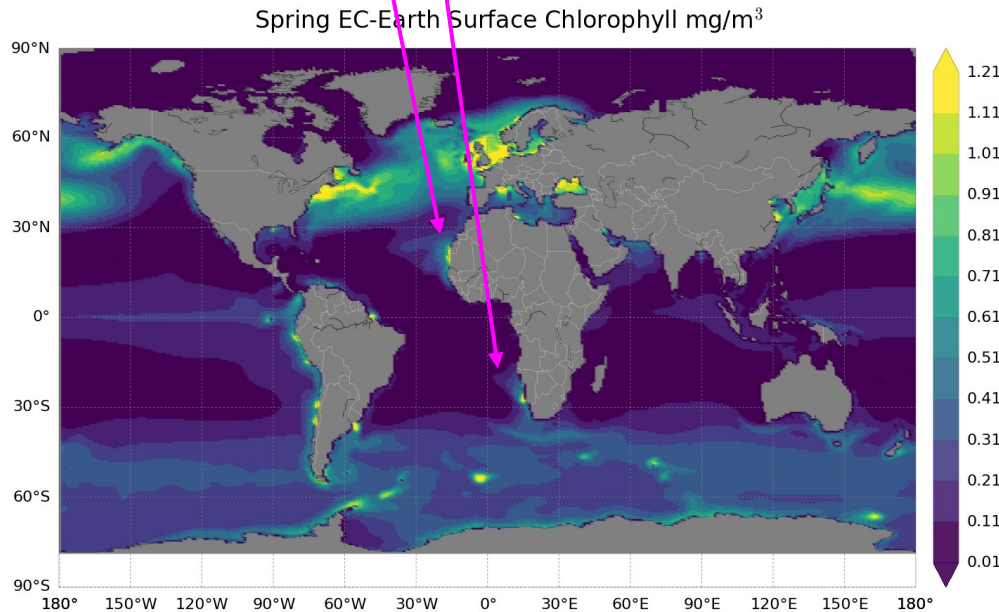 Spring EC-Earth Surface Chlorophyll mg/m³
90°N
60°N
30°N
0°
30°S
60°S
90°S
180° 150°W 120°W 90°W 60°W 30°W 0° 30°E 60°E 90°E 120°E 150°E 180°
1.21
1.11
1.01
0.91
0.81
0.71
0.61
0.51
0.41
0.31
0.21
0.11
0.01